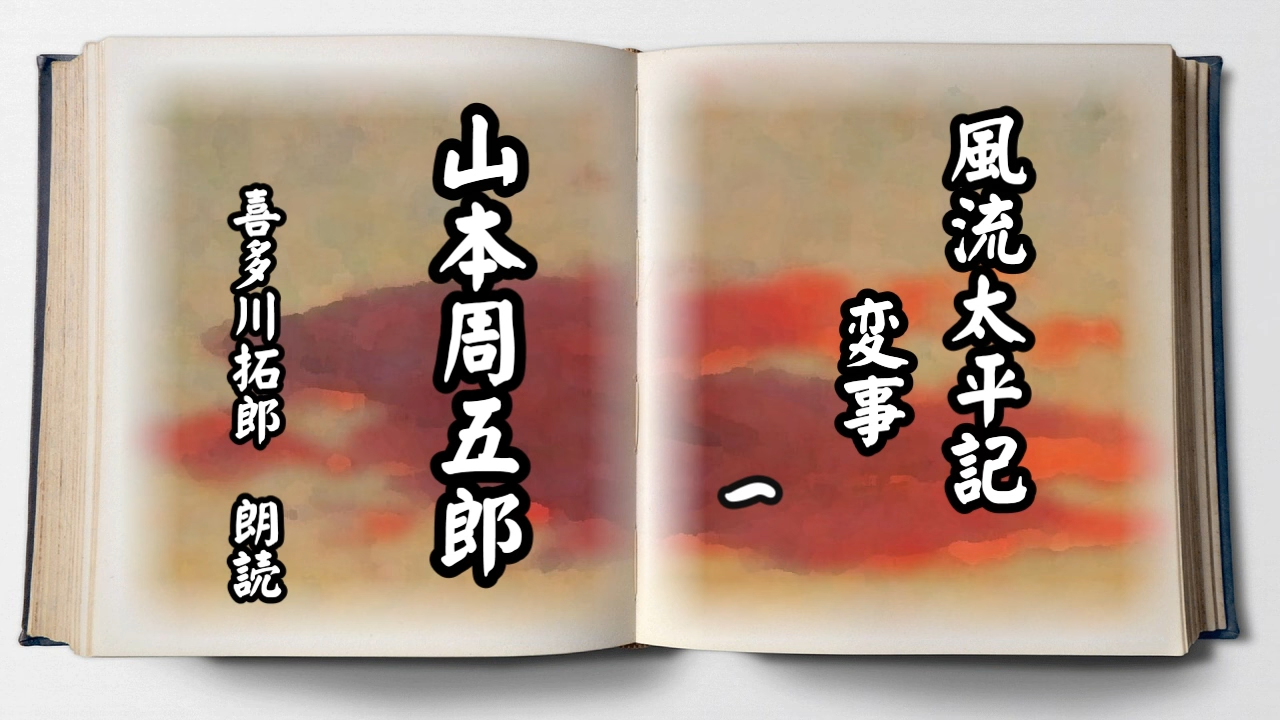 風流太平記
変事
一
山本周五郎
喜多川拓郎　朗読